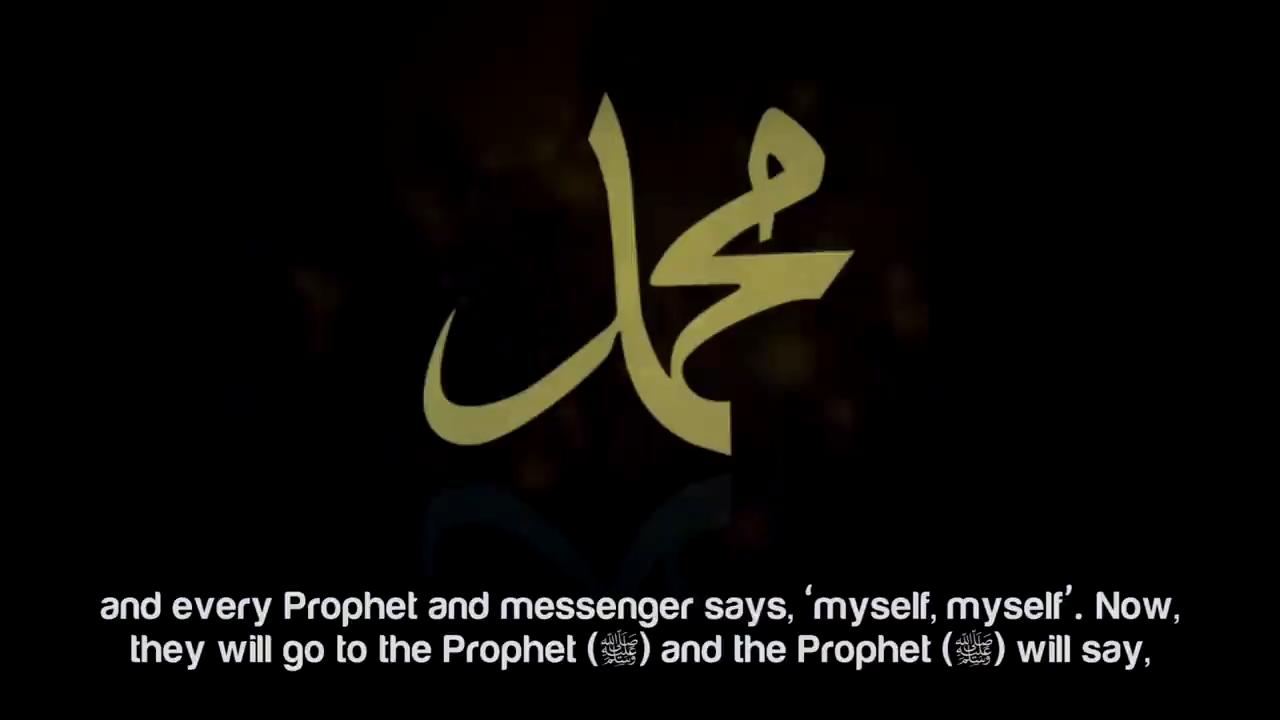 محمد
and every Prophet and messenger says, ‘myself, myself’. Now,
they will go to the Prophet (ﷺ) and the Prophet (ﷺ) will say,